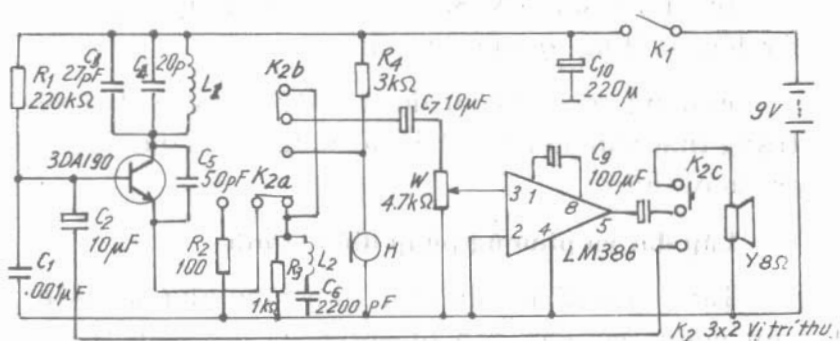 K1
C3
27pF
C4
20p
L1
R1
220kΩ
K2b
R4
3kΩ
C10
220µ
9V
C7 10µF
3DA190
C5
50pF
K2a
W
4.7kΩ
C9
100µF
K2c
3
1
8
2
4
5
LM386
Y8Ω
C2
10µF
R2
100
R3
1kΩ
L2
C6
2200 pF
H
C1
.001µF
K2 3x2 Vị trí thu